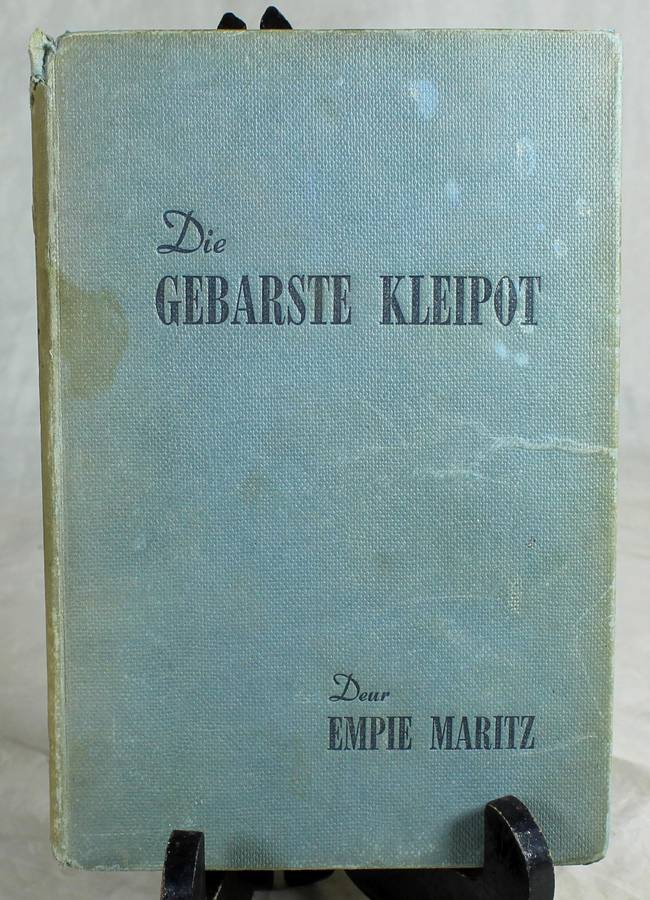 Die
GEBARSTE KLEIPOT
Deur
EMPIE MARITZ